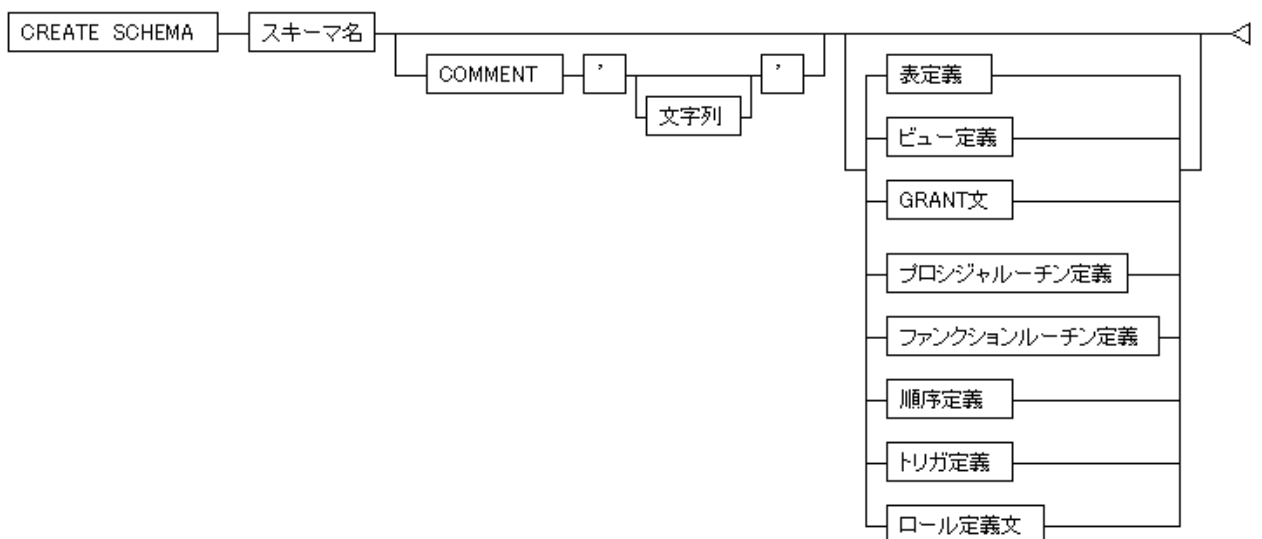 CREATE SCHEMA スキーマ名
COMMENT ' '
文字列
表定義
ビュー定義
GRANT文
プロシジャルーチン定義
ファンクションルーチン定義
順序定義
トリガ定義
ロール定義文